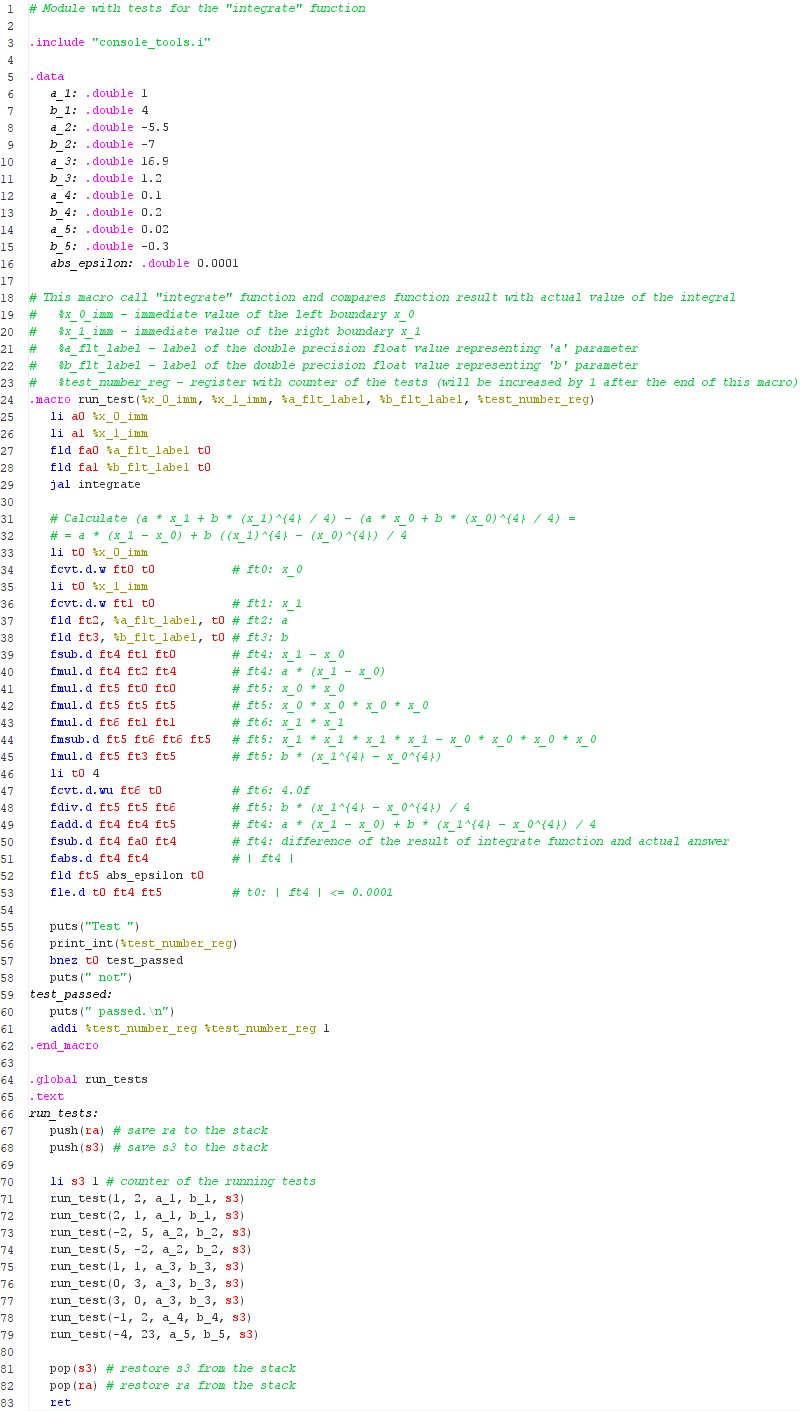 1 # Module with tests for the "integrate" function
2
3 .include "console_tools.i"
4
5 .data
6 a_1: .double 1
7 b_1: .double 4
8 a_2: .double -5.5
9 b_2: .double -7
10 a_3: .double 16.9
11 b_3: .double 1.2
12 a_4: .double 0.1
13 b_4: .double 0.2
14 a_5: .double 0.02
15 b_5: .double -0.3
16 abs_epsilon: .double 0.0001
17
18 # This macro call "integrate" function and compares function result with actual value of the integral
19 # %x_0_imm - immediate value of the left boundary x_0
20 # %x_1_imm - immediate value of the right boundary x_1
21 # %a_flt_label - label of the double precision float value representing 'a' parameter
22 # %b_flt_label - label of the double precision float value representing 'b' parameter
23 # %test_number_reg - register with counter of the tests (will be increased by 1 after the end of this macro)
24 .macro run_test(%x_0_imm, %x_1_imm, %a_flt_label, %b_flt_label, %test_number_reg)
25 li a0 %x_0_imm
26 li a1 %x_1_imm
27 fld fa0 %a_flt_label t0
28 fld fa1 %b_flt_label t0
29 jal integrate
30
31 # Calculate (a * x_1 + b * (x_1)^{4} / 4) - (a * x_0 + b * (x_0)^{4} / 4) =
32 # = a * (x_1 - x_0) + b ((x_1)^{4} - (x_0)^{4}) / 4
33 li t0 %x_0_imm
34 fcvt.d.w ft0 t0 # ft0: x_0
35 li t0 %x_1_imm
36 fcvt.d.w ft1 t0 # ft1: x_1
37 fld ft2, %a_flt_label, t0 # ft2: a
38 fld ft3, %b_flt_label, t0 # ft3: b
39 fsub.d ft4 ft1 ft0 # ft4: x_1 - x_0
40 fmul.d ft4 ft2 ft4 # ft4: a * (x_1 - x_0)
41 fmul.d ft5 ft0 ft0 # ft5: x_0 * x_0
42 fmul.d ft5 ft5 ft5 # ft5: x_0 * x_0 * x_0 * x_0
43 fmul.d ft6 ft1 ft1 # ft6: x_1 * x_1
44 fmsub.d ft5 ft6 ft6 ft5 # ft5: x_1 * x_1 * x_1 * x_1 - x_0 * x_0 * x_0 * x_0
45 fmul.d ft5 ft3 ft5 # ft5: b * (x_1^{4} - x_0^{4})
46 li t0 4
47 fcvt.d.wu ft6 t0 # ft6: 4.0f
48 fdiv.d ft5 ft5 ft6 # ft5: b * (x_1^{4} - x_0^{4}) / 4
49 fadd.d ft4 ft4 ft5 # ft4: a * (x_1 - x_0) + b * (x_1^{4} - x_0^{4}) / 4
50 fsub.d ft4 fa0 ft4 # ft4: difference of the result of integrate function and actual answer
51 fabs.d ft4 ft4 # | ft4 |
52 fld ft5 abs_epsilon t0
53 fle.d t0 ft4 ft5 # t0: | ft4 | <= 0.0001
54
55 puts("Test ")
56 print_int(%test_number_reg)
57 bnez t0 test_passed
58 puts(" not")
59 test_passed:
60 puts(" passed.\n")
61 addi %test_number_reg %test_number_reg 1
62 .end_macro
63
64 .global run_tests
65 .text
66 run_tests:
67 push(ra) # save ra to the stack
68 push(s3) # save s3 to the stack
69
70 li s3 1 # counter of the running tests
71 run_test(1, 2, a_1, b_1, s3)
72 run_test(2, 1, a_1, b_1, s3)
73 run_test(-2, 5, a_2, b_2, s3)
74 run_test(5, -2, a_2, b_2, s3)
75 run_test(1, 1, a_3, b_3, s3)
76 run_test(0, 3, a_3, b_3, s3)
77 run_test(3, 0, a_3, b_3, s3)
78 run_test(-1, 2, a_4, b_4, s3)
79 run_test(-4, 23, a_5, b_5, s3)
80
81 pop(s3) # restore s3 from the stack
82 pop(ra) # restore ra from the stack
83 ret